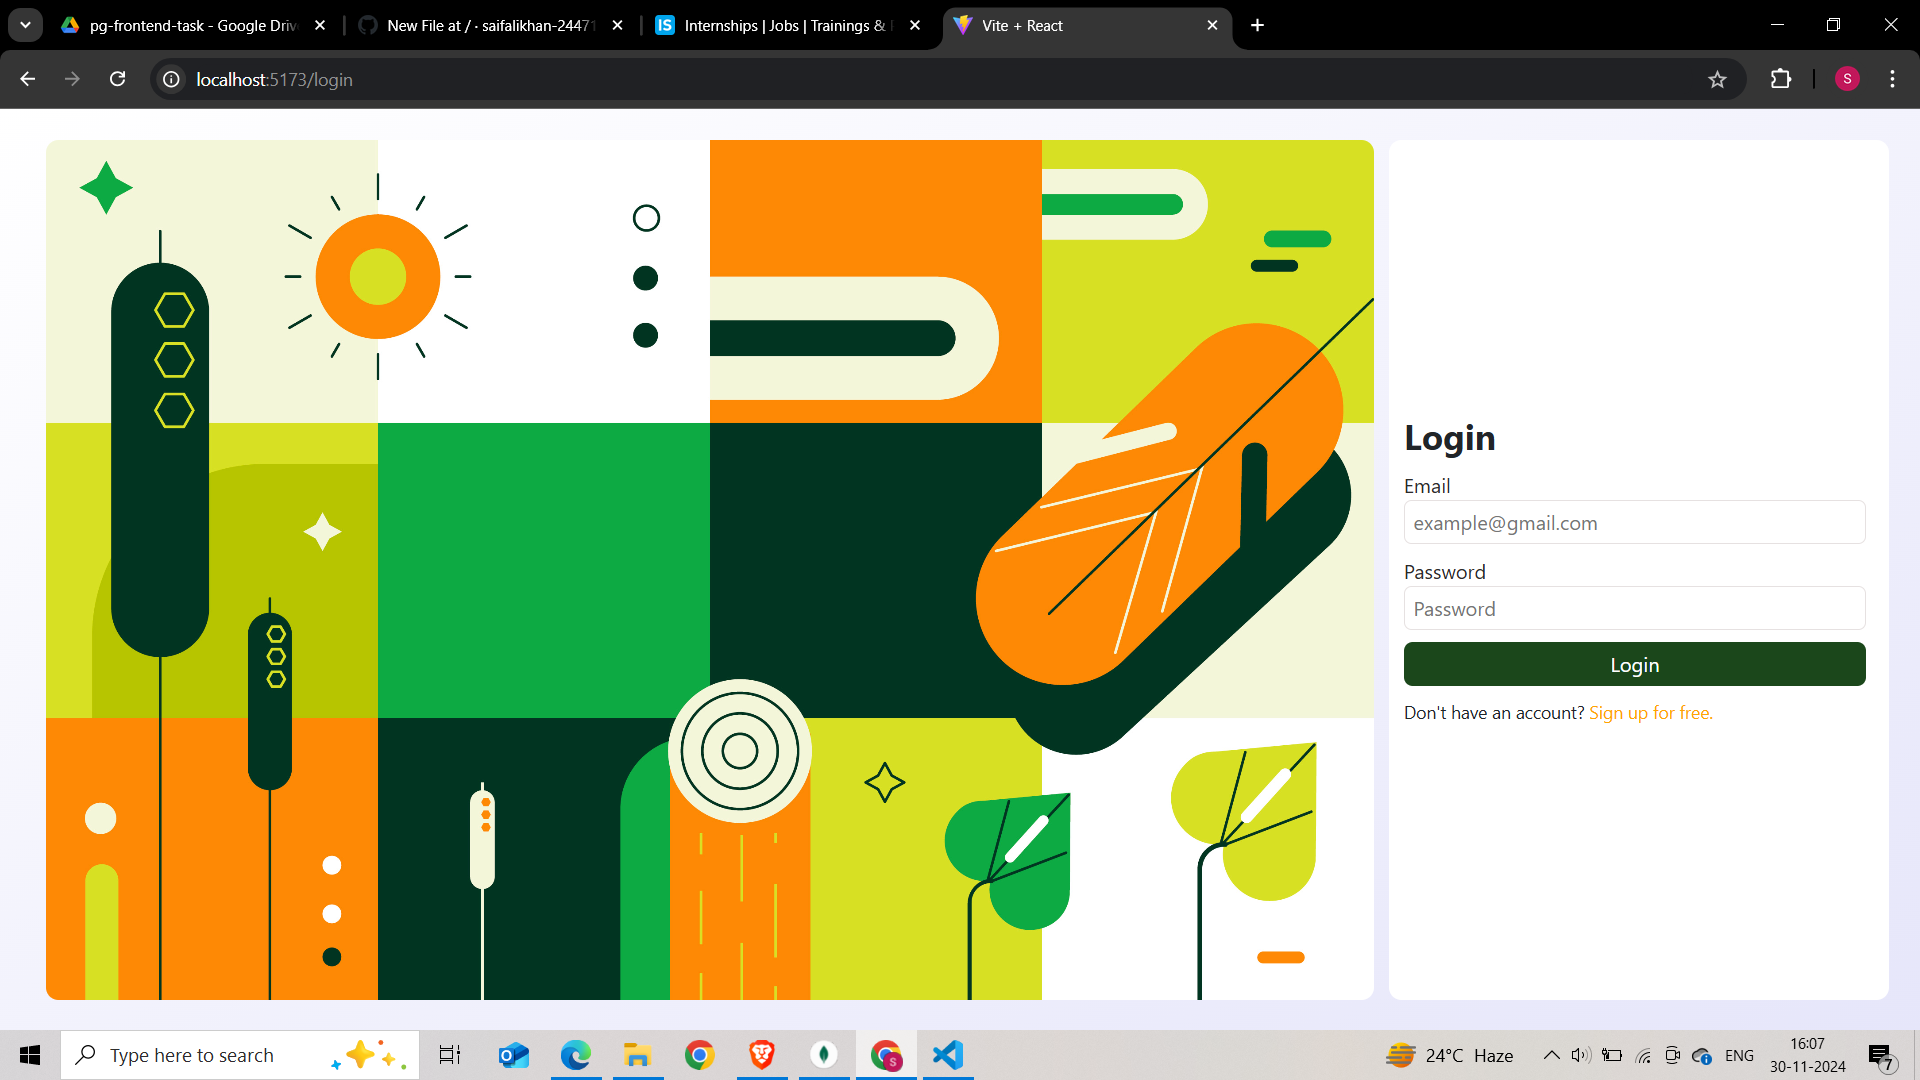 pg-frontend-task - Google Driv
New File at / · saifalikhan-24471
Internships | Jobs | Trainings &
Vite + React
localhost:5173/login
S
Login
Email
example@gmail.com
Password
Password
Login
Don't have an account? Sign up for free.
Type here to search
24°C Haze
ENG
16:07
30-11-2024
7